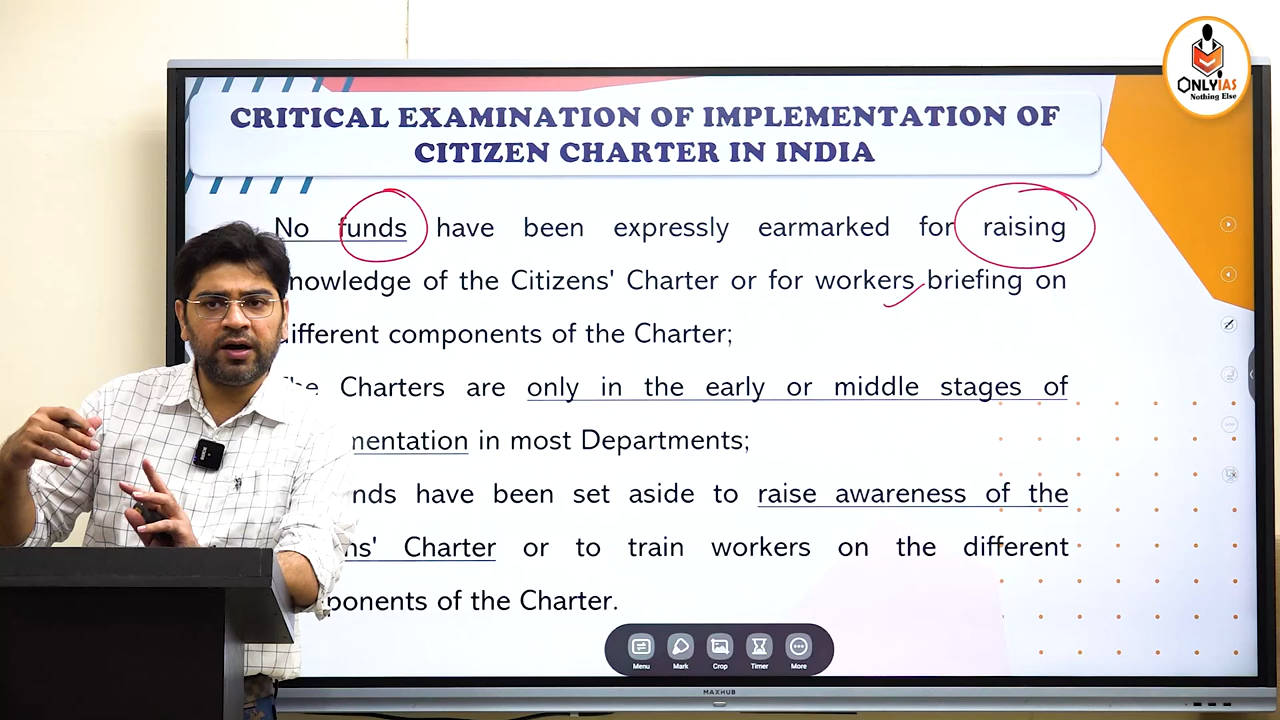 ONLYIAS
Nothing Else
CRITICAL EXAMINATION OF IMPLEMENTATION OF
CITIZEN CHARTER IN INDIA
No funds have been expressly earmarked for raising
nowledge of the Citizens' Charter or for workers briefing on
ifferent components of the Charter;
he Charters are only in the early or middle stages of
mentation in most Departments;
nds have been set aside to raise awareness of the
ns' Charter or to train workers on the different
ponents of the Charter.
Menu Mark Crop Timer More
MAXHUB